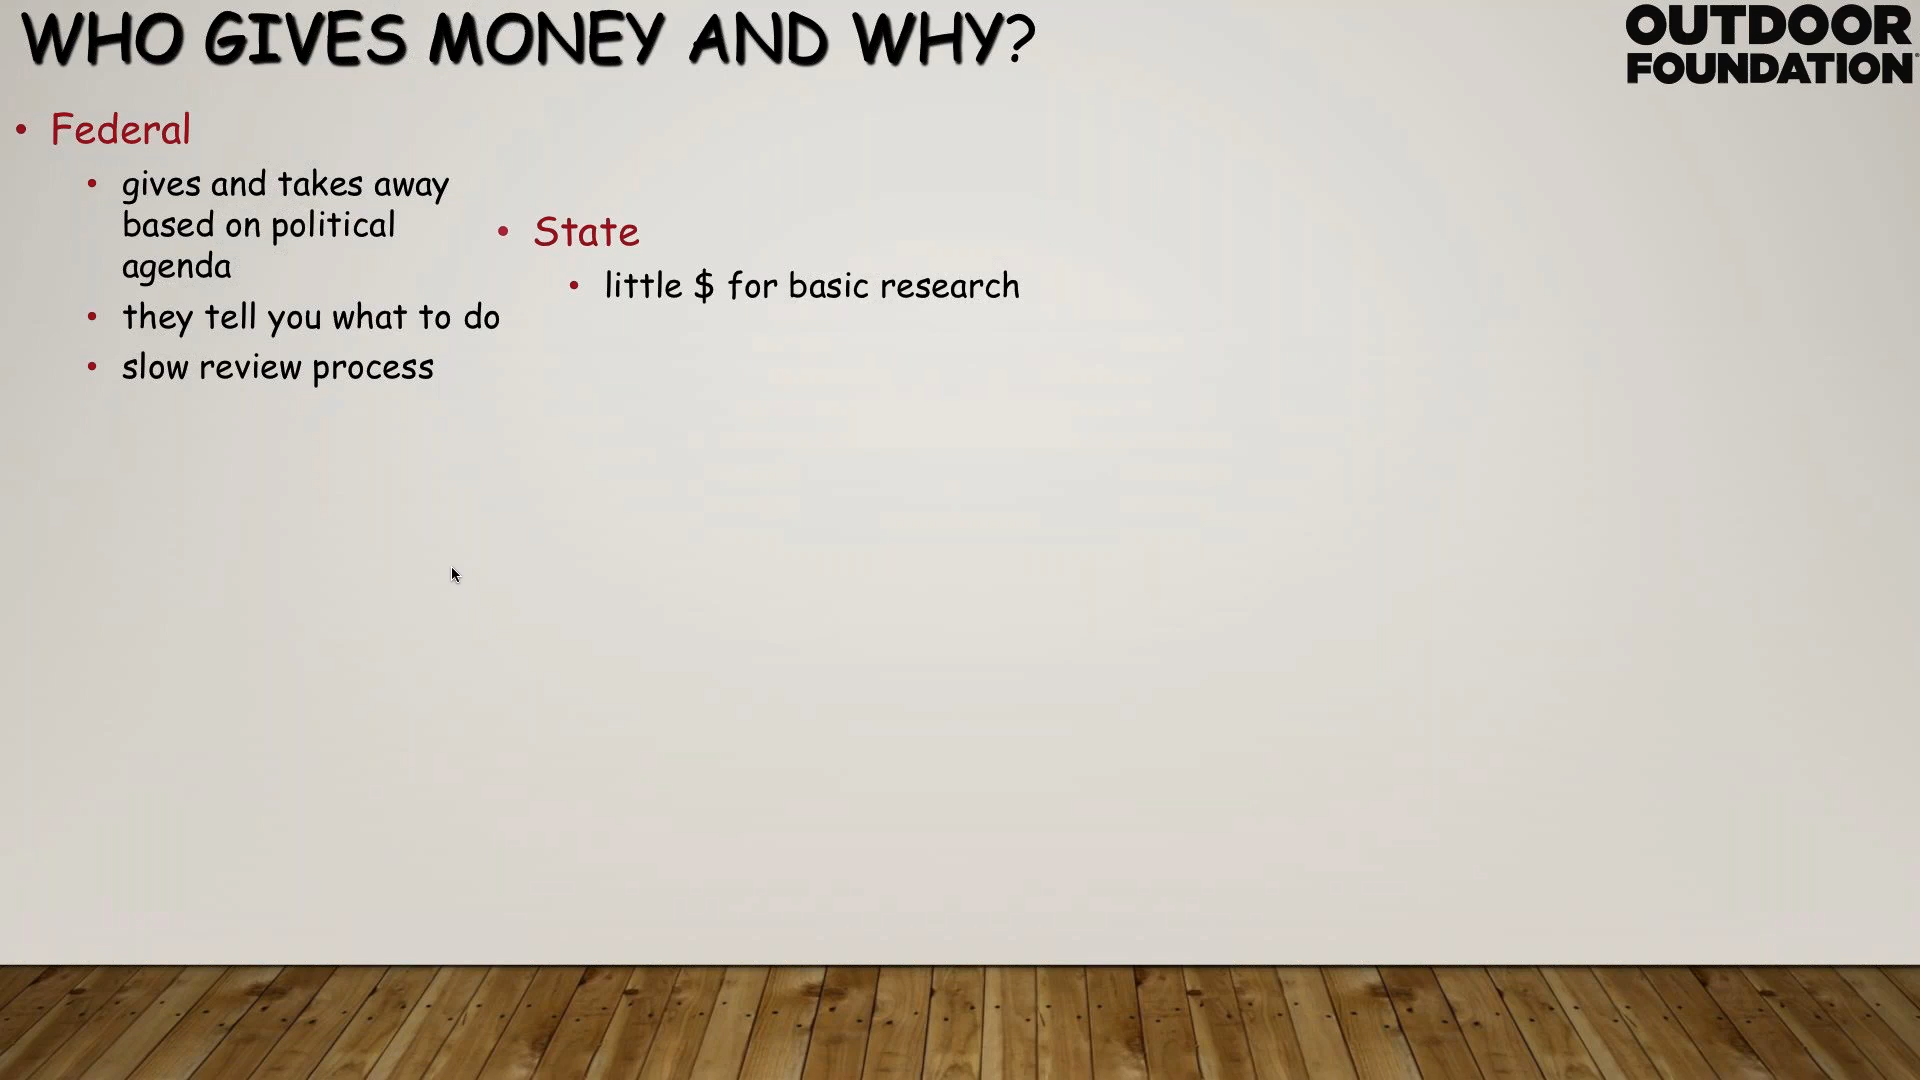 WHO GIVES MONEY AND WHY?
OUTDOOR
FOUNDATION
• Federal
• gives and takes away
based on political
agenda
• they tell you what to do
• slow review process
• State
• little $ for basic research